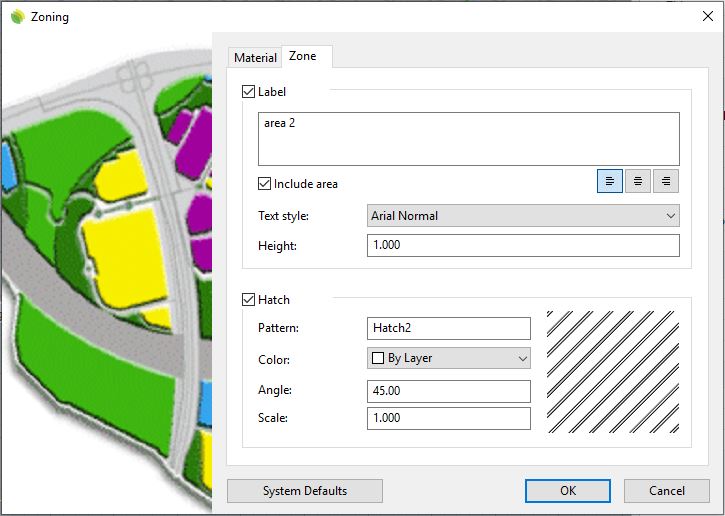 Zoning
Material Zone
Label
area 2
Include area
Text style: Arial Normal
Height: 1.000
Hatch
Pattern: Hatch2
Color: By Layer
Angle: 45.00
Scale: 1.000
System Defaults OK Cancel